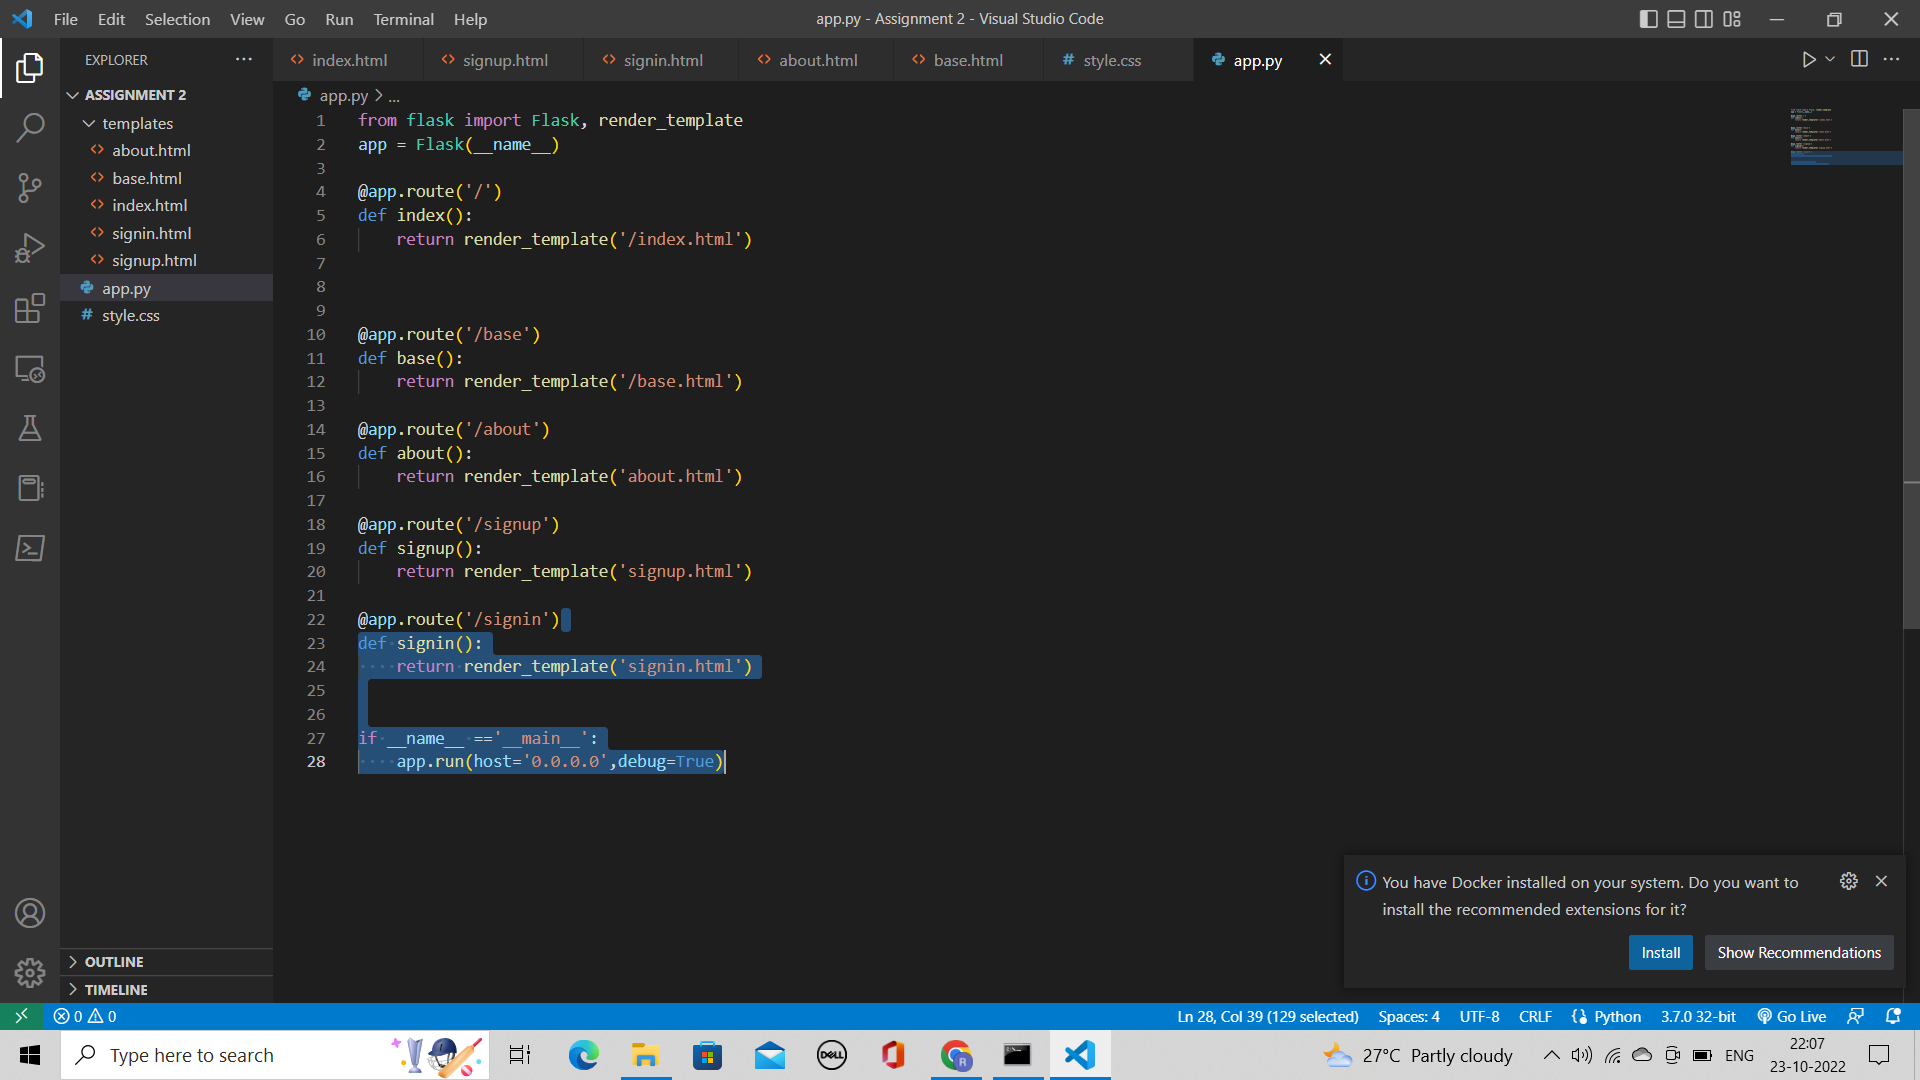 File Edit Selection View Go Run Terminal Help
app.py - Assignment 2 - Visual Studio Code
EXPLORER
ASSIGNMENT 2
templates
about.html
base.html
index.html
signin.html
signup.html
app.py
style.css
OUTLINE
TIMELINE
index.html signup.html signin.html about.html base.html style.css app.py
app.py > ...
1 from flask import Flask, render_template
2 app = Flask(__name__)
3
4 @app.route('/')
5 def index():
6     return render_template('/index.html')
7
8
9
10 @app.route('/base')
11 def base():
12     return render_template('/base.html')
13
14 @app.route('/about')
15 def about():
16     return render_template('about.html')
17
18 @app.route('/signup')
19 def signup():
20     return render_template('signup.html')
21
22 @app.route('/signin')
23 def signin():
24     return render_template('signin.html')
25
26
27 if __name__ =='__main__':
28     app.run(host='0.0.0.0',debug=True)
You have Docker installed on your system. Do you want to
install the recommended extensions for it?
Install Show Recommendations
0 0 Ln 28, Col 39 (129 selected) Spaces: 4 UTF-8 CRLF Python 3.7.0 32-bit Go Live
Type here to search
DELL
R
27°C Partly cloudy
ENG
22:07
23-10-2022